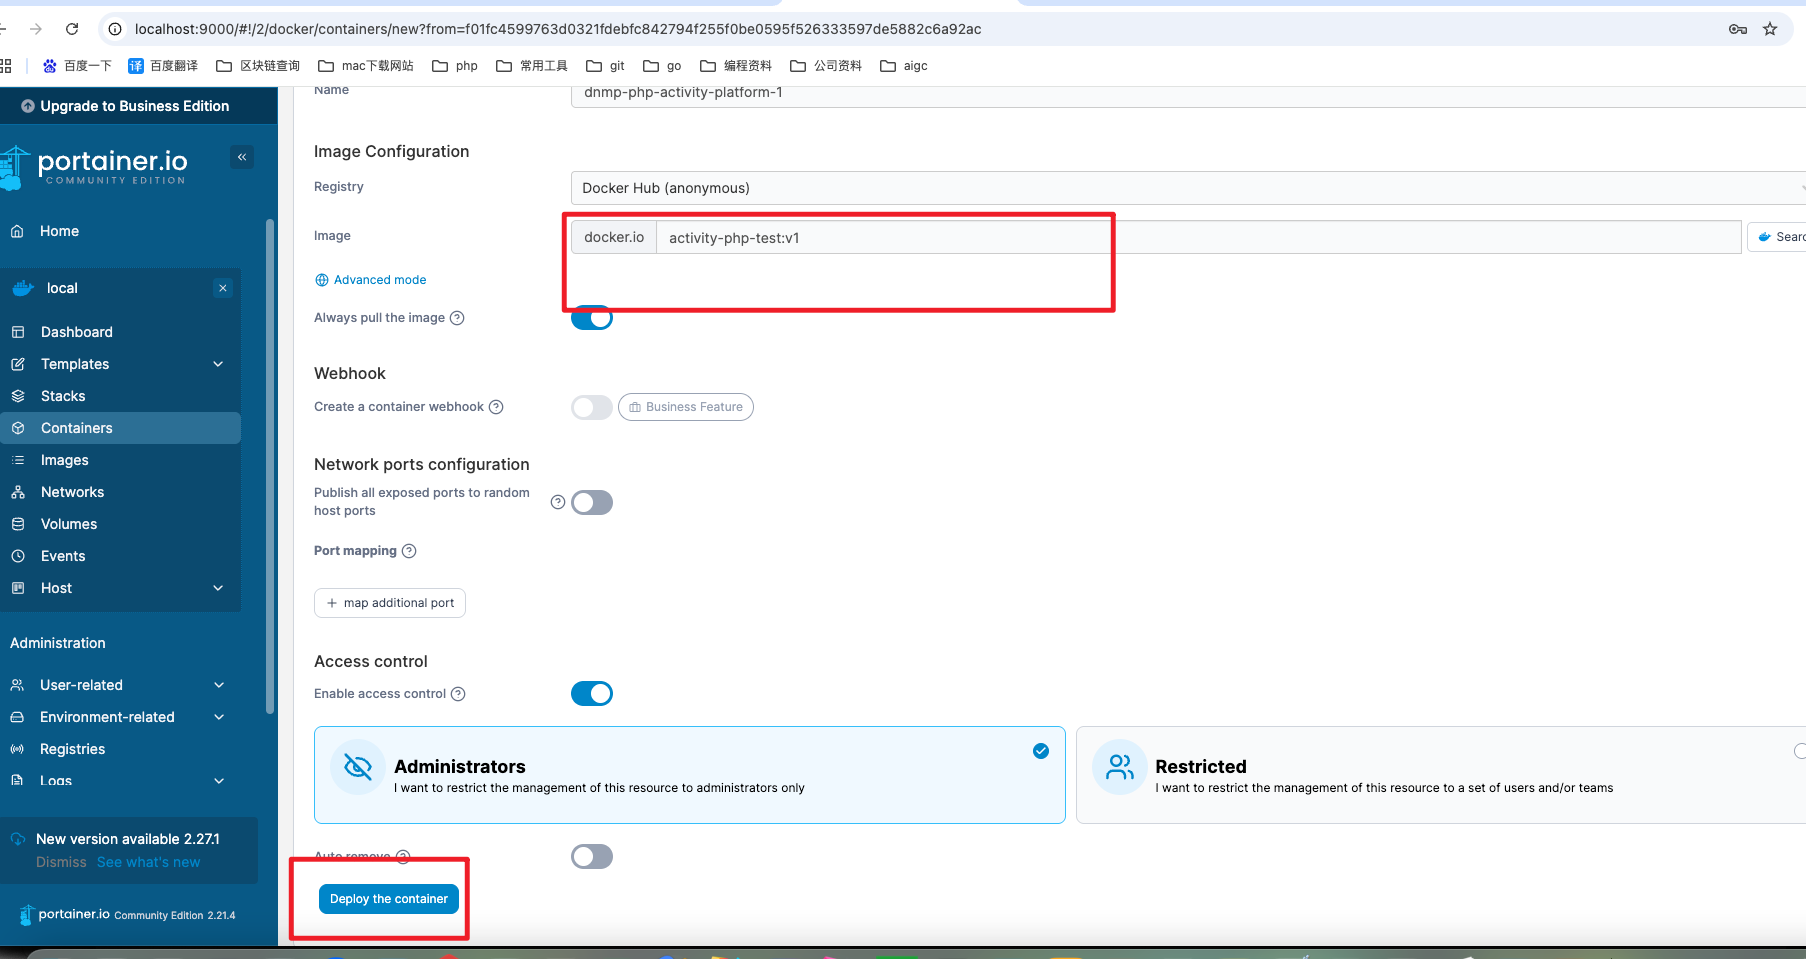 localhost:9000/#!/2/docker/containers/new?from=f01fc4599763d0321fdebfc842794f255f0be0595f526333597de5882c6a92ac
百度一下 译 百度翻译 区块链查询 mac下载网站 php 常用工具 git go 编程资料 公司资料 aigc
Upgrade to Business Edition
portainer.io
COMMUNITY EDITION
Home
local
Dashboard
Templates
Stacks
Containers
Images
Networks
Volumes
Events
Host
Administration
User-related
Environment-related
Registries
Logs
New version available 2.27.1
Dismiss See what's new
portainer.io Community Edition 2.21.4
Name dnmp-php-activity-platform-1
Image Configuration
Registry Docker Hub (anonymous)
Image docker.io activity-php-test:v1 Searc
Advanced mode
Always pull the image
Webhook
Create a container webhook Business Feature
Network ports configuration
Publish all exposed ports to random
host ports
Port mapping
map additional port
Access control
Enable access control
Administrators
I want to restrict the management of this resource to administrators only
Restricted
I want to restrict the management of this resource to a set of users and/or teams
Auto remove
Deploy the container